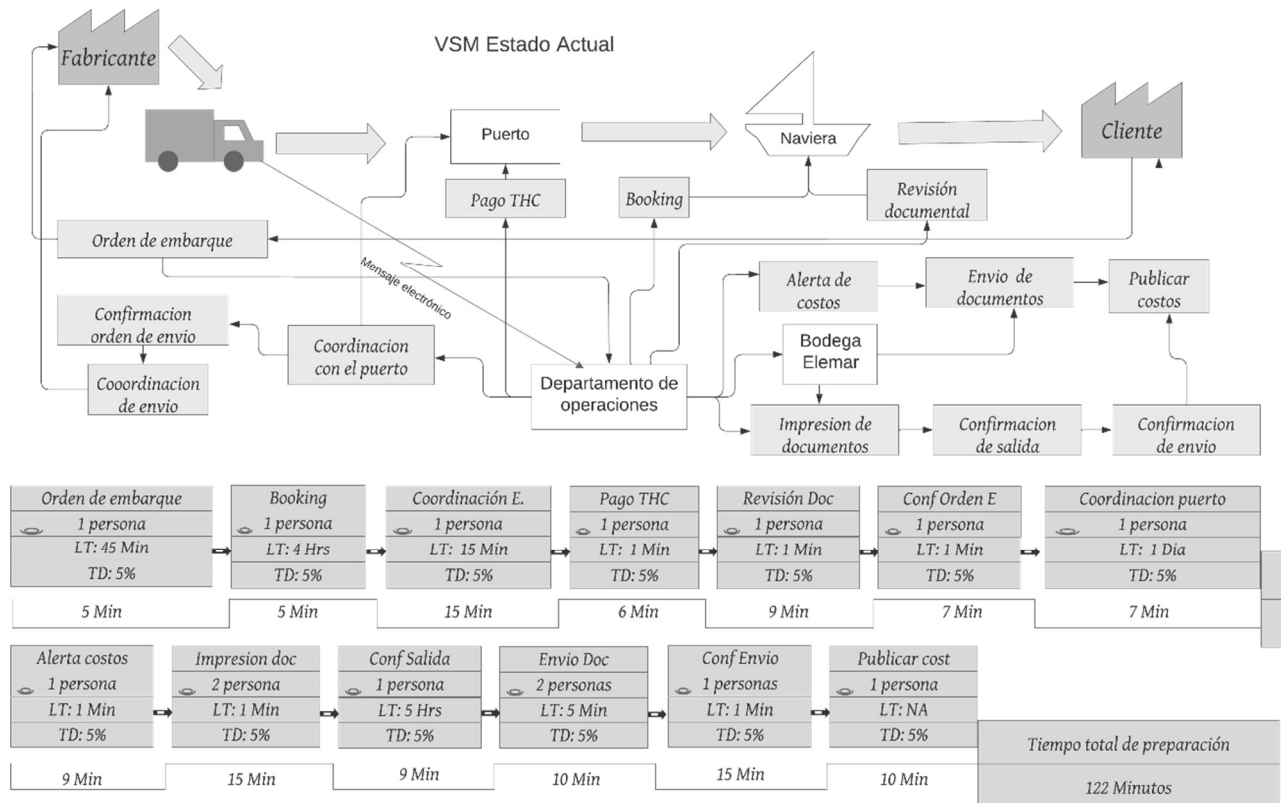 VSM Estado Actual
Fabricante
Puerto
Naviera
Cliente
Pago THC
Booking
Revisión
documental
Orden de embarque
Mensaje electrónico
Alerta de
costos
Envio de
documentos
Publicar
costos
Confirmacion
orden de envio
Coordinacion
con el puerto
Bodega
Elemar
Cooordinacion
de envio
Departamento de
operaciones
Impresion de
documentos
Confirmacion
de salida
Confirmacion
de envio
Orden de embarque
1 persona
LT: 45 Min
TD: 5%
5 Min
Booking
1 persona
LT: 4 Hrs
TD: 5%
5 Min
Coordinación E.
1 persona
LT: 15 Min
TD: 5%
15 Min
Pago THC
1 persona
LT: 1 Min
TD: 5%
6 Min
Revisión Doc
1 persona
LT: 1 Min
TD: 5%
9 Min
Conf Orden E
1 persona
LT: 1 Min
TD: 5%
7 Min
Coordinacion puerto
1 persona
LT: 1 Dia
TD: 5%
7 Min
Alerta costos
1 persona
LT: 1 Min
TD: 5%
9 Min
Impresion doc
2 persona
LT: 1 Min
TD: 5%
15 Min
Conf Salida
1 persona
LT: 5 Hrs
TD: 5%
9 Min
Envio Doc
2 personas
LT: 5 Min
TD: 5%
10 Min
Conf Envio
1 personas
LT: 1 Min
TD: 5%
15 Min
Publicar cost
1 persona
LT: NA
TD: 5%
10 Min
Tiempo total de preparación
122 Minutos